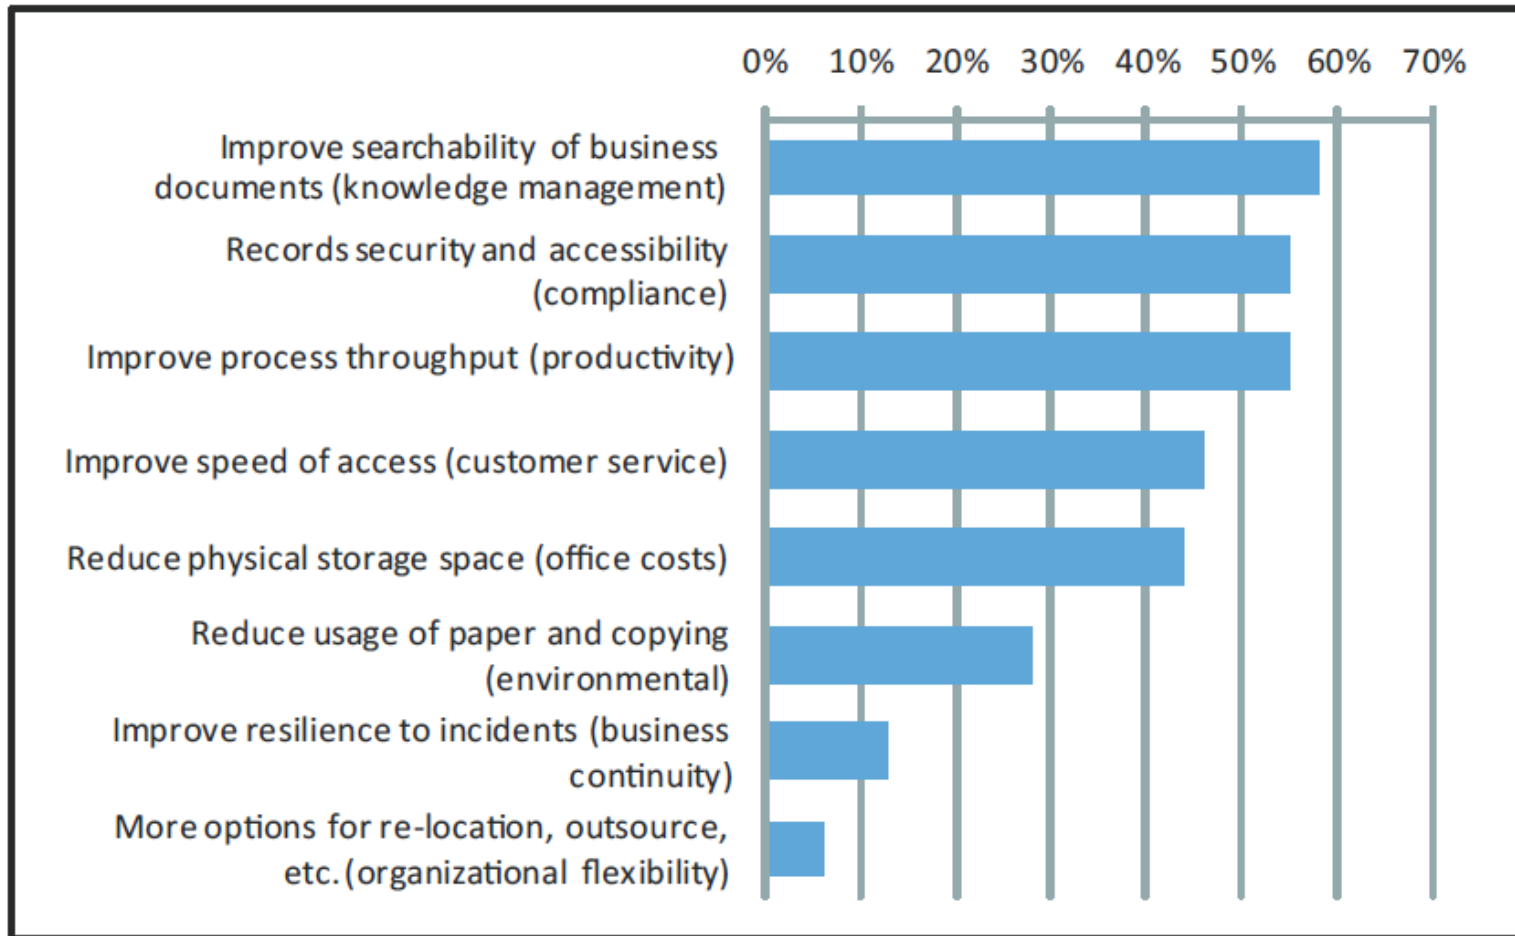 0% 10% 20% 30% 40% 50% 60% 70%
Improve searchability of business
documents (knowledge management)
Records security and accessibility
(compliance)
Improve process throughput (productivity)
Improve speed of access (customer service)
Reduce physical storage space (office costs)
Reduce usage of paper and copying
(environmental)
Improve resilience to incidents (business
continuity)
More options for re-location, outsource,
etc. (organizational flexibility)